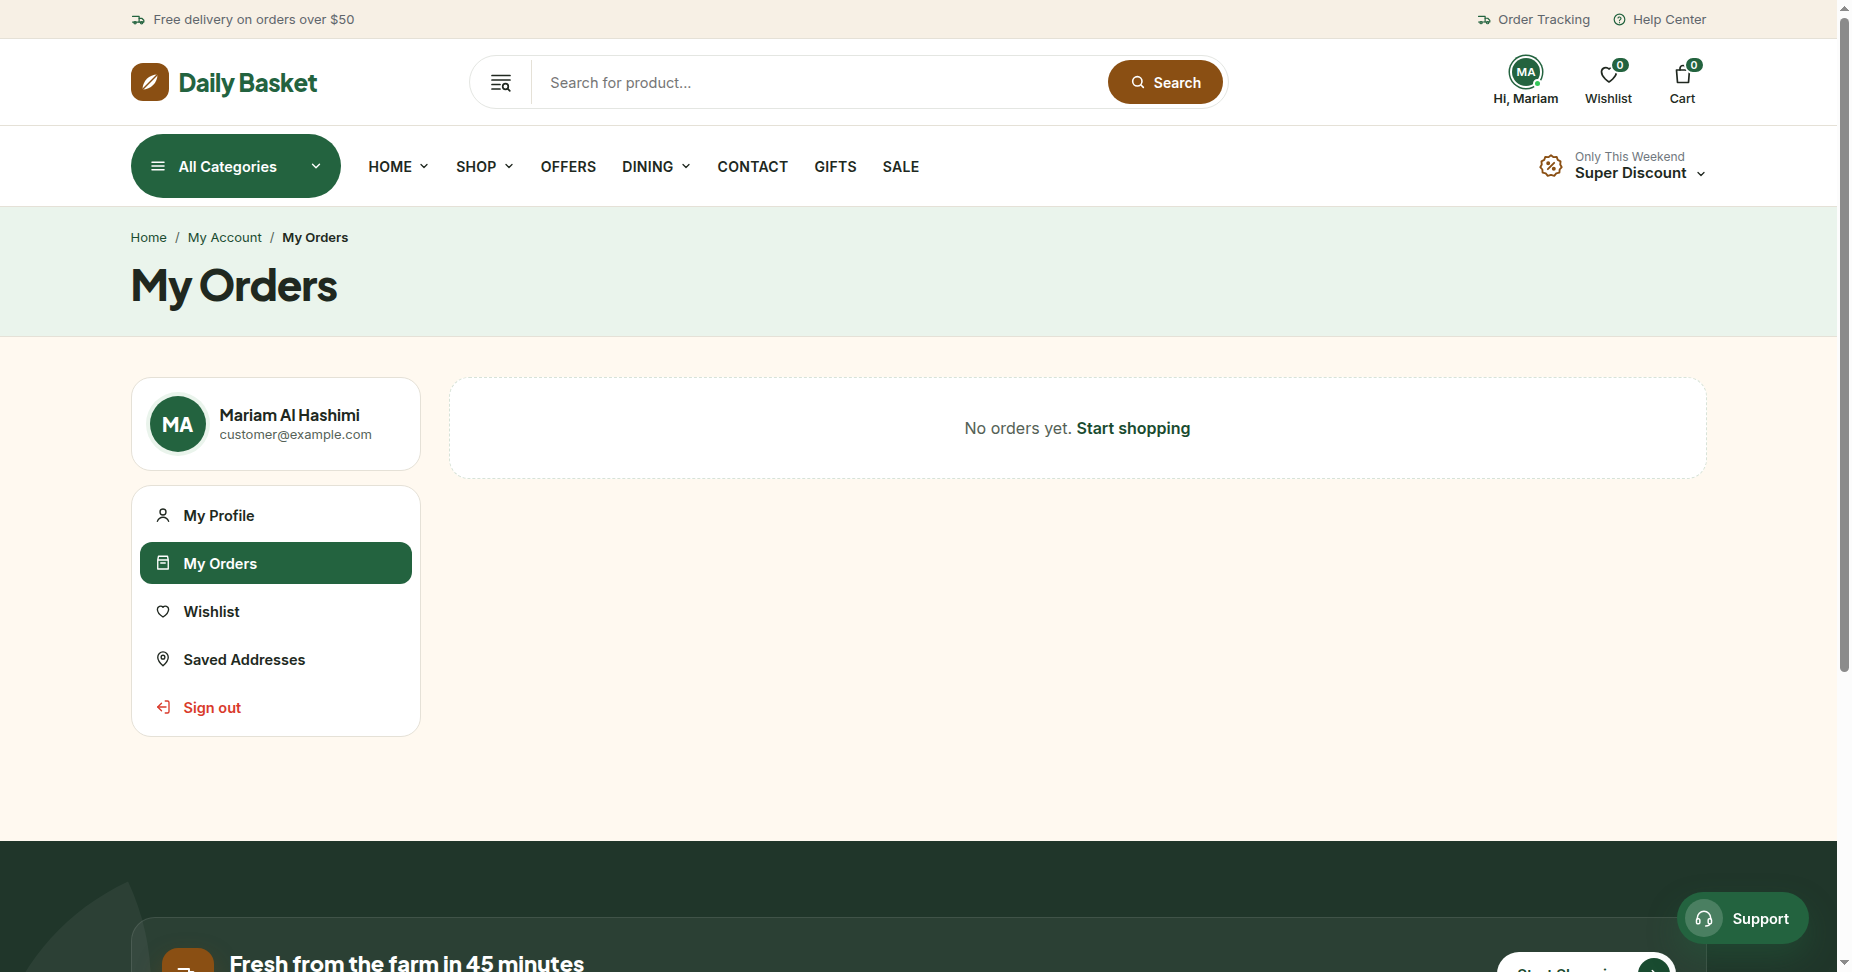 Free delivery on orders over $50
Order Tracking
Help Center
Daily Basket
Search for product...
Search
MA
Hi, Mariam
0
Wishlist
0
Cart
All Categories
HOME
SHOP
OFFERS
DINING
CONTACT
GIFTS
SALE
Only This Weekend
Super Discount
Home / My Account / My Orders
My Orders
MA
Mariam Al Hashimi
customer@example.com
No orders yet. Start shopping
My Profile
My Orders
Wishlist
Saved Addresses
Sign out
Support
Fresh from the farm in 45 minutes